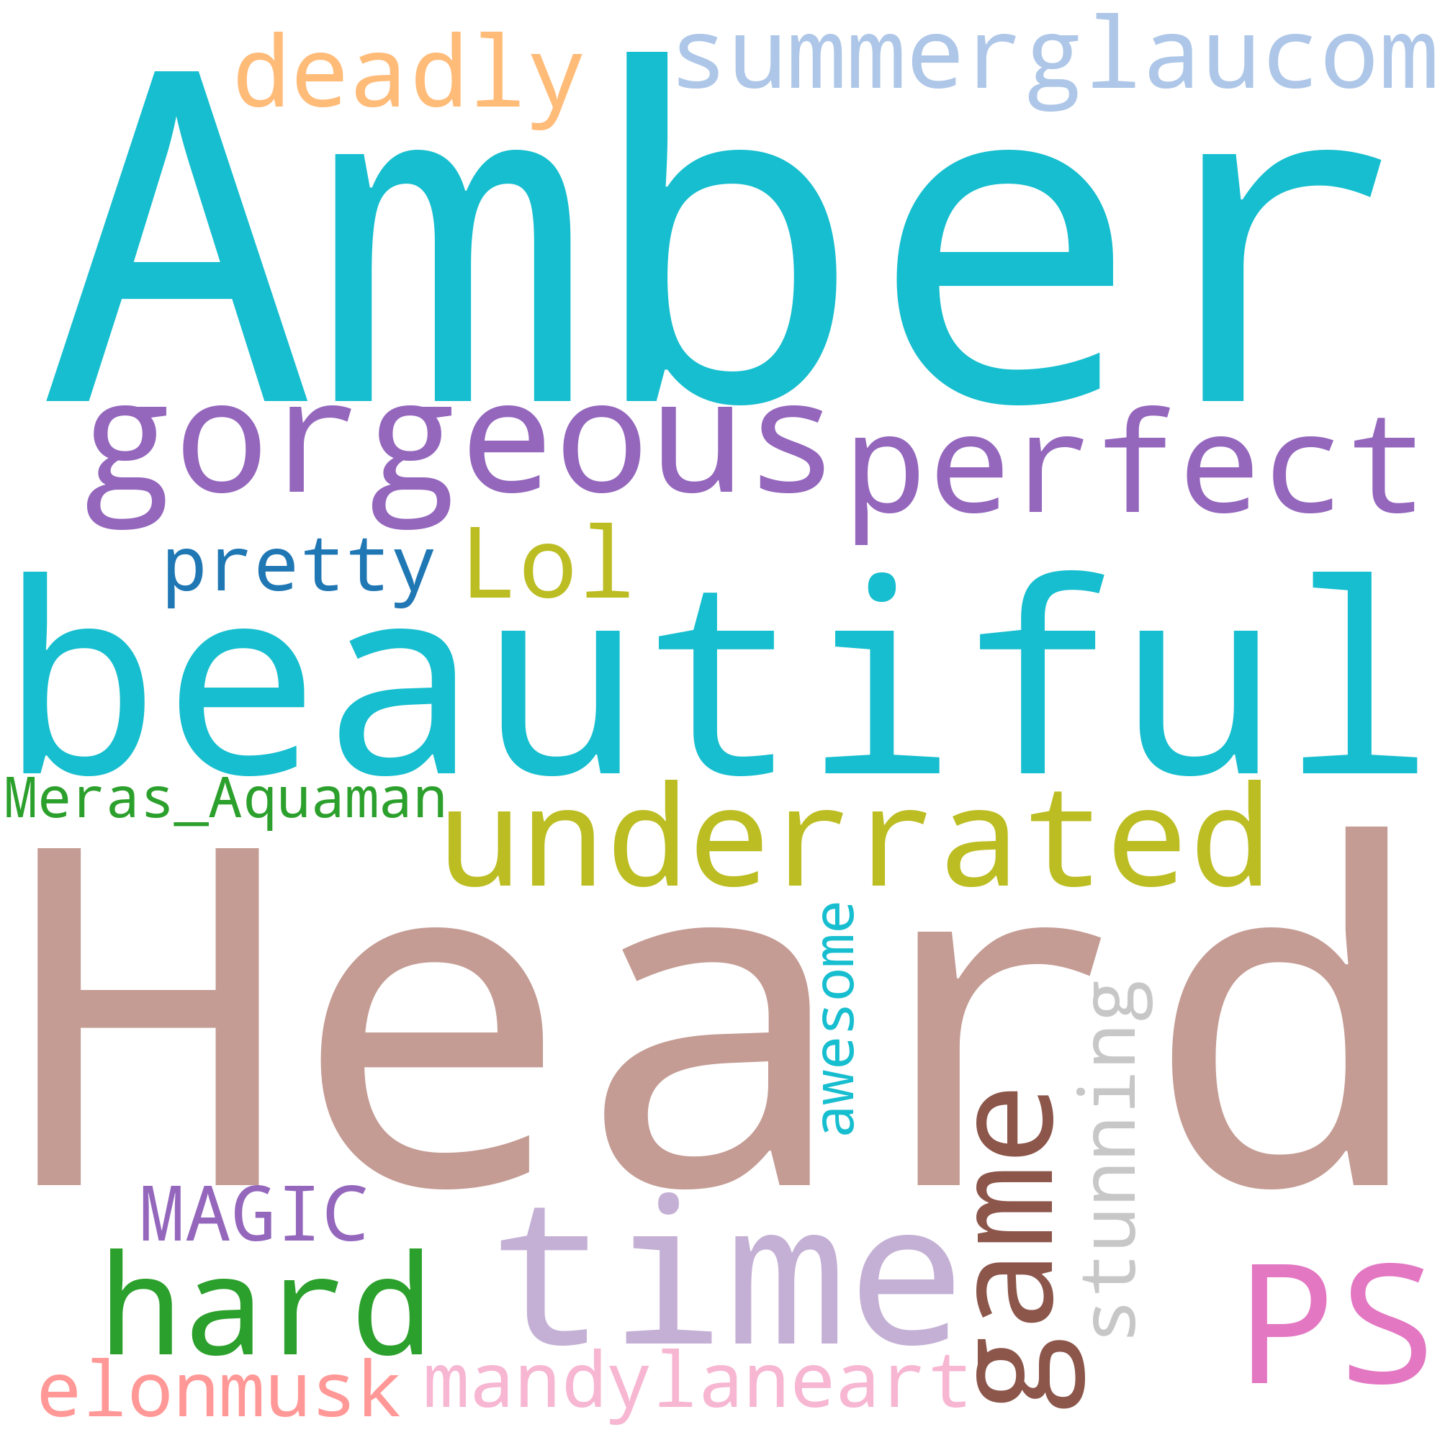 deadly summerglaucom
Amber
gorgeous perfect
pretty Lol
beautiful
Meras_Aquaman underrated
Heard
awesome
stunning
game
MAGIC
time
hard
PS
elonmusk mandylaneart